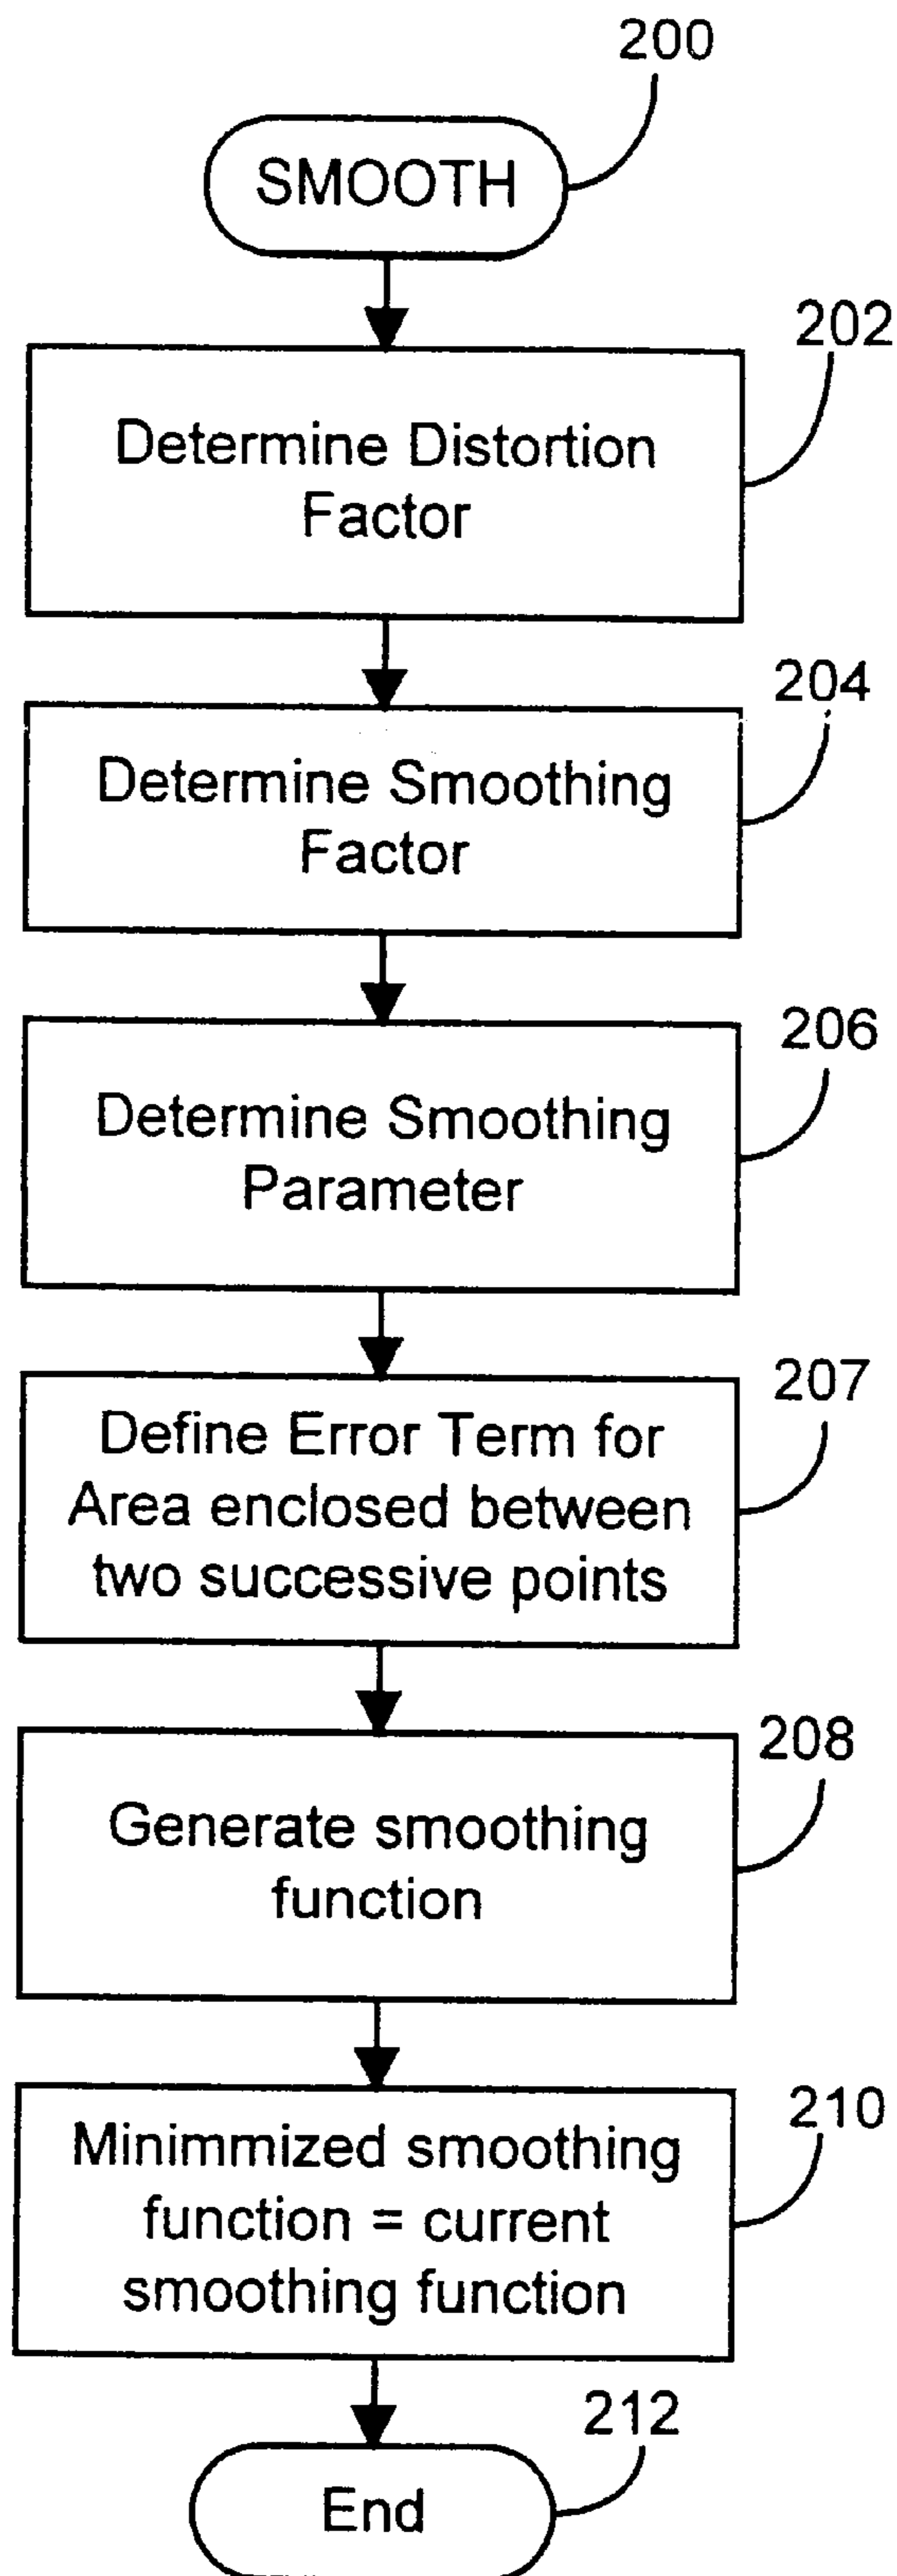 200
SMOOTH
202
Determine Distortion
Factor
204
Determine Smoothing
Factor
206
Determine Smoothing
Parameter
207
Define Error Term for
Area enclosed between
two successive points
208
Generate smoothing
function
210
Minimmized smoothing
function = current
smoothing function
212
End